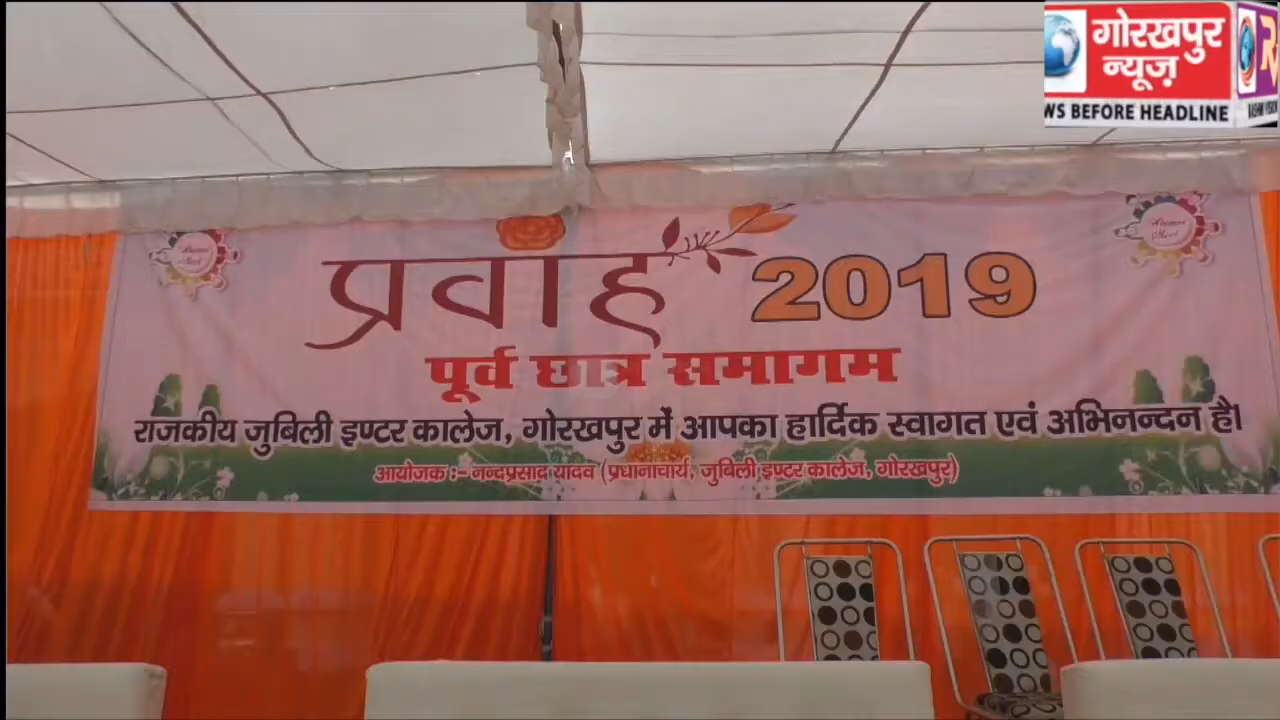 गोरखपुर
न्यूज़
WS BEFORE HEADLINE
प्रवाह 2019
पूर्व छात्र समागम
राजकीय जुबिली इण्टर कालेज, गोरखपुर में आपका हार्दिक स्वागत एवं अभिनन्दन है।
आयोजक :- नन्दप्रसाद यादव (प्रधानाचार्य, जुबिली इण्टर कालेज, गोरखपुर)